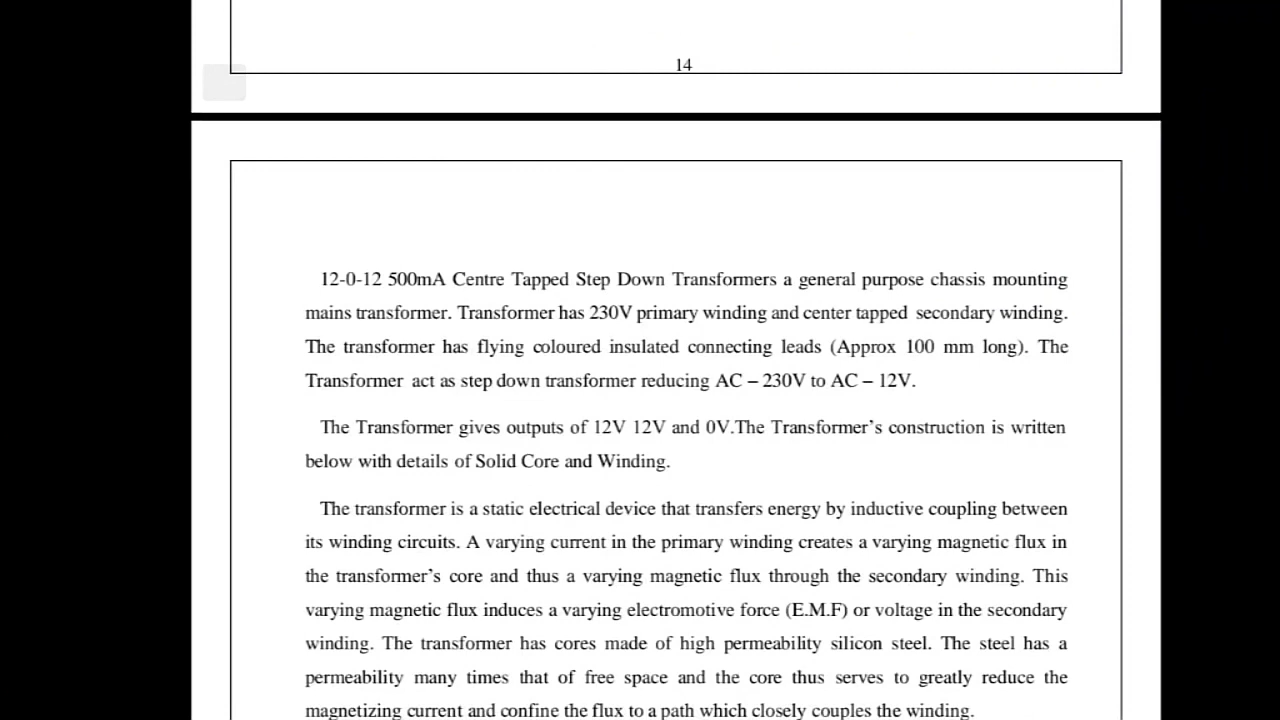 14
12-0-12 500mA Centre Tapped Step Down Transformers a general purpose chassis mounting
mains transformer. Transformer has 230V primary winding and center tapped secondary winding.
The transformer has flying coloured insulated connecting leads (Approx 100 mm long). The
Transformer act as step down transformer reducing AC – 230V to AC – 12V.
The Transformer gives outputs of 12V 12V and 0V.The Transformer’s construction is written
below with details of Solid Core and Winding.
The transformer is a static electrical device that transfers energy by inductive coupling between
its winding circuits. A varying current in the primary winding creates a varying magnetic flux in
the transformer’s core and thus a varying magnetic flux through the secondary winding. This
varying magnetic flux induces a varying electromotive force (E.M.F) or voltage in the secondary
winding. The transformer has cores made of high permeability silicon steel. The steel has a
permeability many times that of free space and the core thus serves to greatly reduce the
magnetizing current and confine the flux to a path which closely couples the winding.